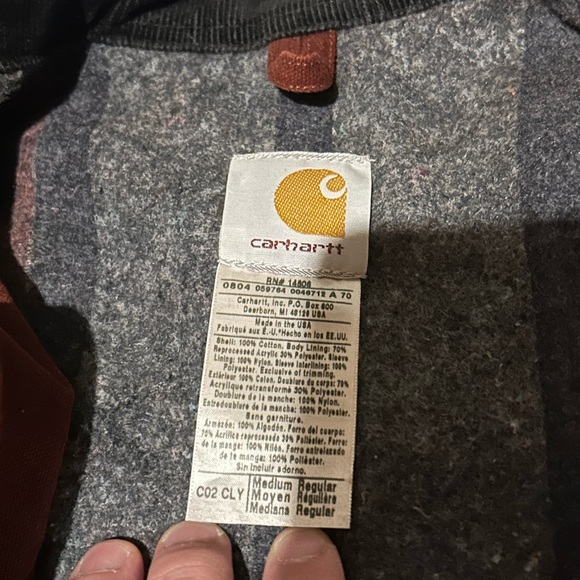 carhartt
RN# 14806
0804 059764 0046712 A 70
Carhartt, Inc. P.O. Box 600
Dearborn, MI 48126 USA
Made in the USA
Fabriqué aux É.-U.*Hecho en los EE.UU.
Shell: 100% Cotton. Body Lining: 70%
Reprocessed Acrylic 30% Polyester. Sleeve
Lining: 100% Nylon. Sleeve Interlining: 100%
Polyester. Exclusive of trimming.
Extérieur 100% Coton. Doublure du corps: 70%
Acrylique retransformé 30% Polyester.
Doublure de la manche: 100% Nylon.
Entredoublure de la manche: 100% Polyester.
Sans garniture.
Armazón: 100% Algodón. Forro del cuerpo:
70% Acrílico reprocesado 30% Poliéster. Forro
de la manga: 100% Nilón. Forro entrelazado
de la manga: 100% Poliéster.
Sin incluir adorno.
C02 CLY
Medium Regular
Moyen Régulière
Mediana Regular